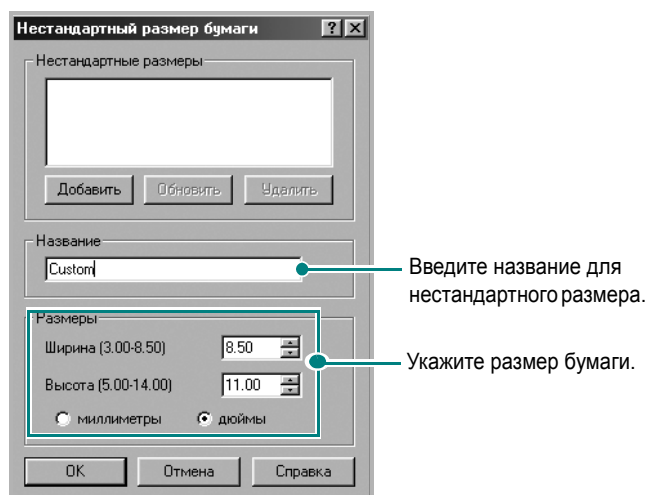 Нестандартный размер бумаги
Нестандартные размеры
Добавить Обновить Удалить
Название
Custom
Введите название для
нестандартного размера.
Размеры
Ширина (3.00-8.50) 8.50
Укажите размер бумаги.
Высота (5.00-14.00) 11.00
миллиметры дюймы
OK Отмена Справка